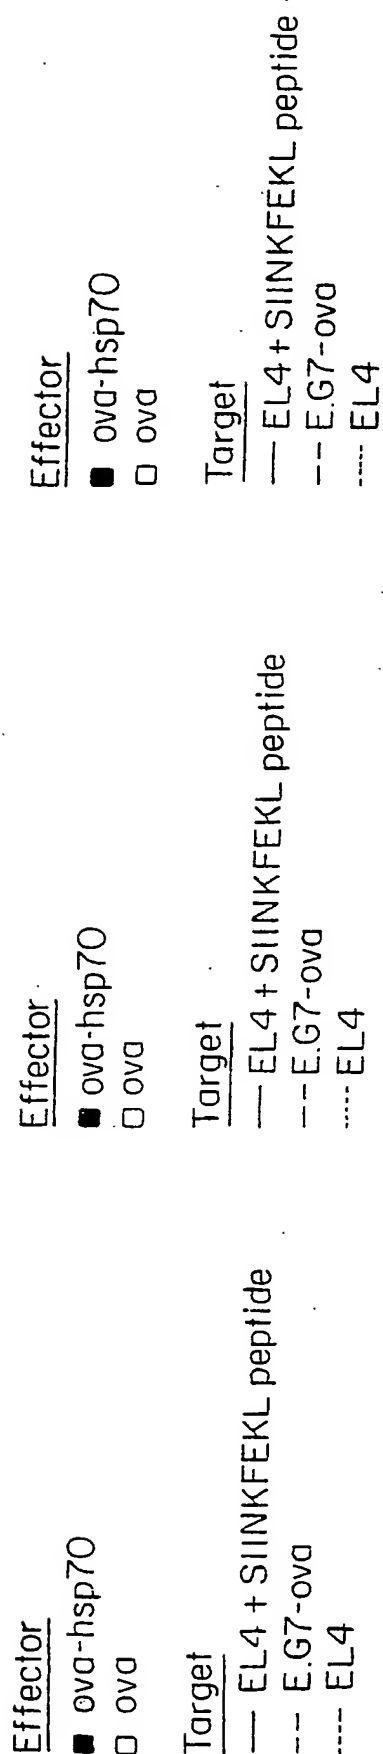 Effector
■ ova-hsp70
□ ova
Target
— EL4 + SIINKFEKL peptide
-- E.G7-ova
----- EL4
Effector
■ ova-hsp70
□ ova
Target
— EL4 + SIINKFEKL peptide
-- E.G7-ova
----- EL4
Effector
■ ova-hsp70
□ ova
Target
— EL4 + SIINKFEKL peptide
-- E.G7-ova
----- EL4